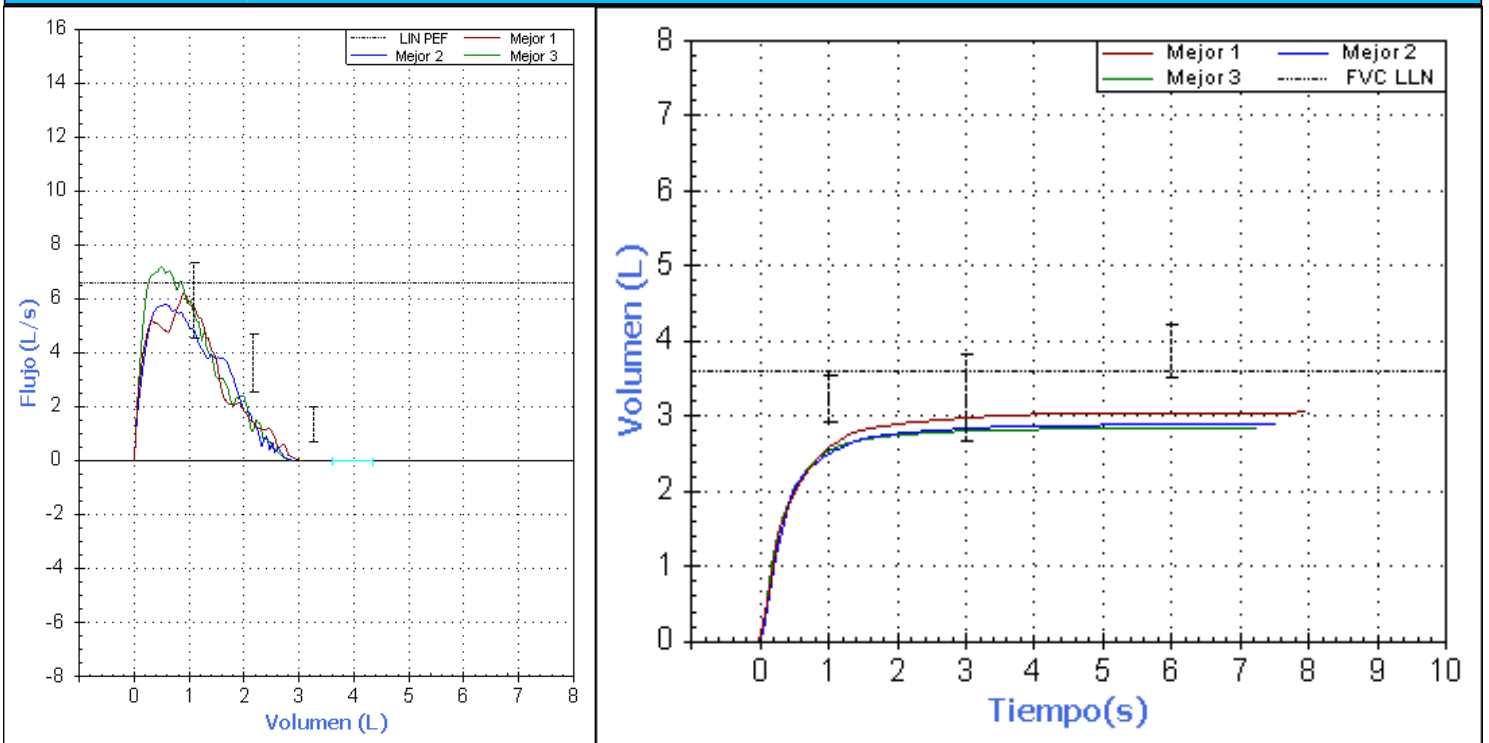 LIN PEF Mejor 1
Mejor 2 Mejor 3
16
14
12
10
8
6
4
2
0
-2
-4
-6
-8
Flujo (L/s)
0 1 2 3 4 5 6 7 8
Volumen (L)
Mejor 1 Mejor 2
Mejor 3 FVC LLN
8
7
6
5
4
3
2
1
0
Volumen (L)
0 1 2 3 4 5 6 7 8 9 10
Tiempo(s)